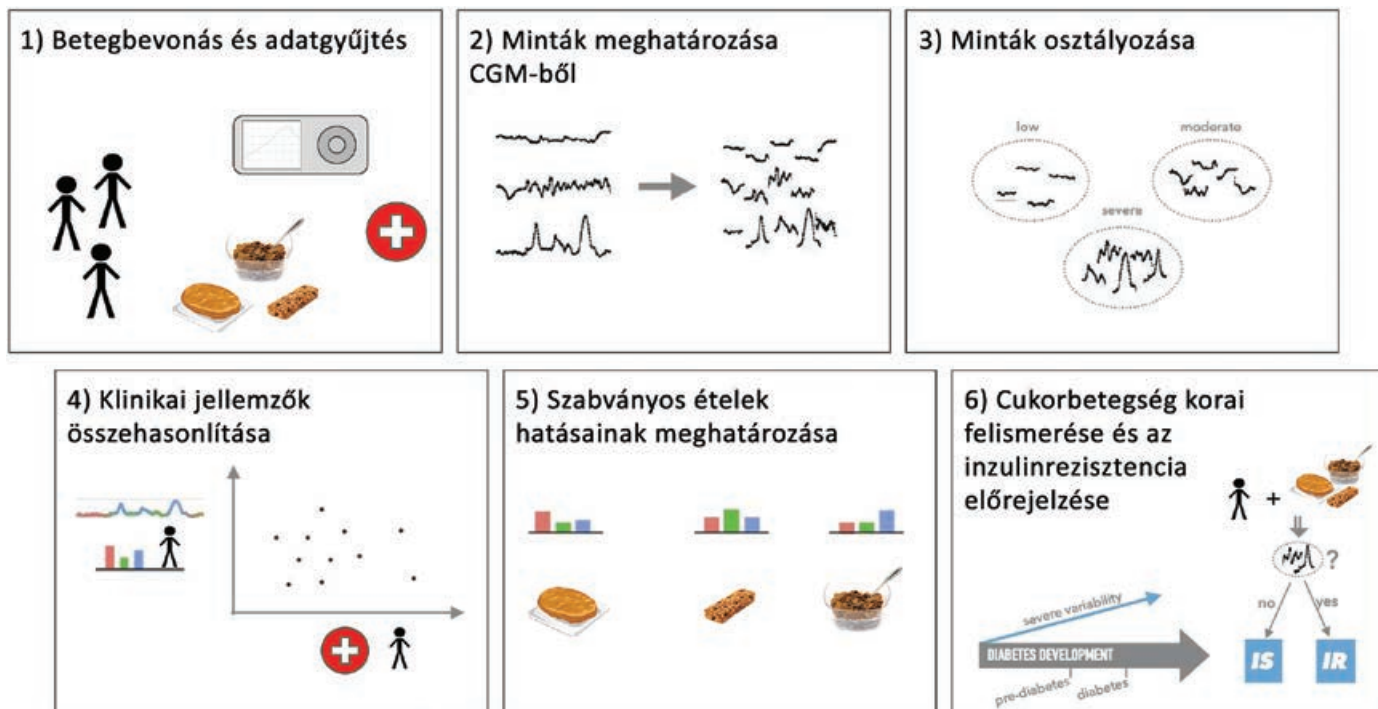 1) Betegbevonás és adatgyűjtés
2) Minták meghatározása
CGM-ből
3) Minták osztályozása
low
moderate
severe
4) Klinikai jellemzők
összehasonlítása
5) Szabványos ételek
hatásainak meghatározása
6) Cukorbetegség korai
felismerése és az
inzulinrezisztencia
előrejelzése
+
?
no
yes
IS
IR
severe variability
DIABETES DEVELOPMENT
pre-diabetes
diabetes